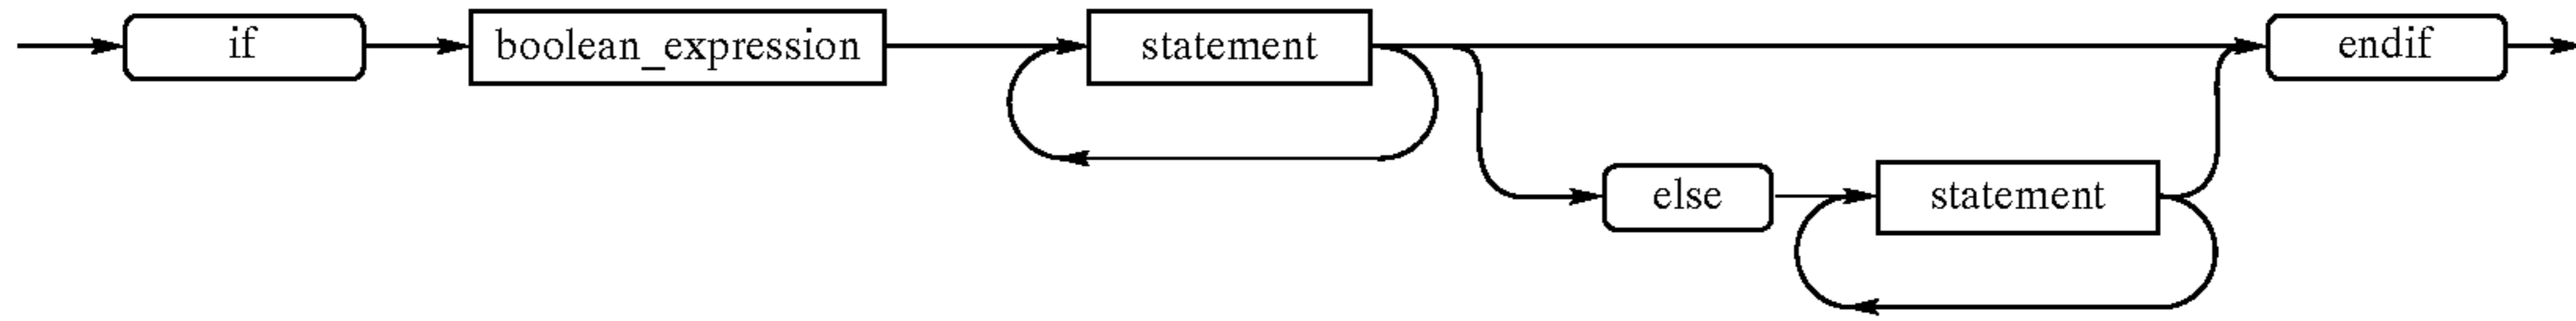 if boolean_expression statement endif
else statement